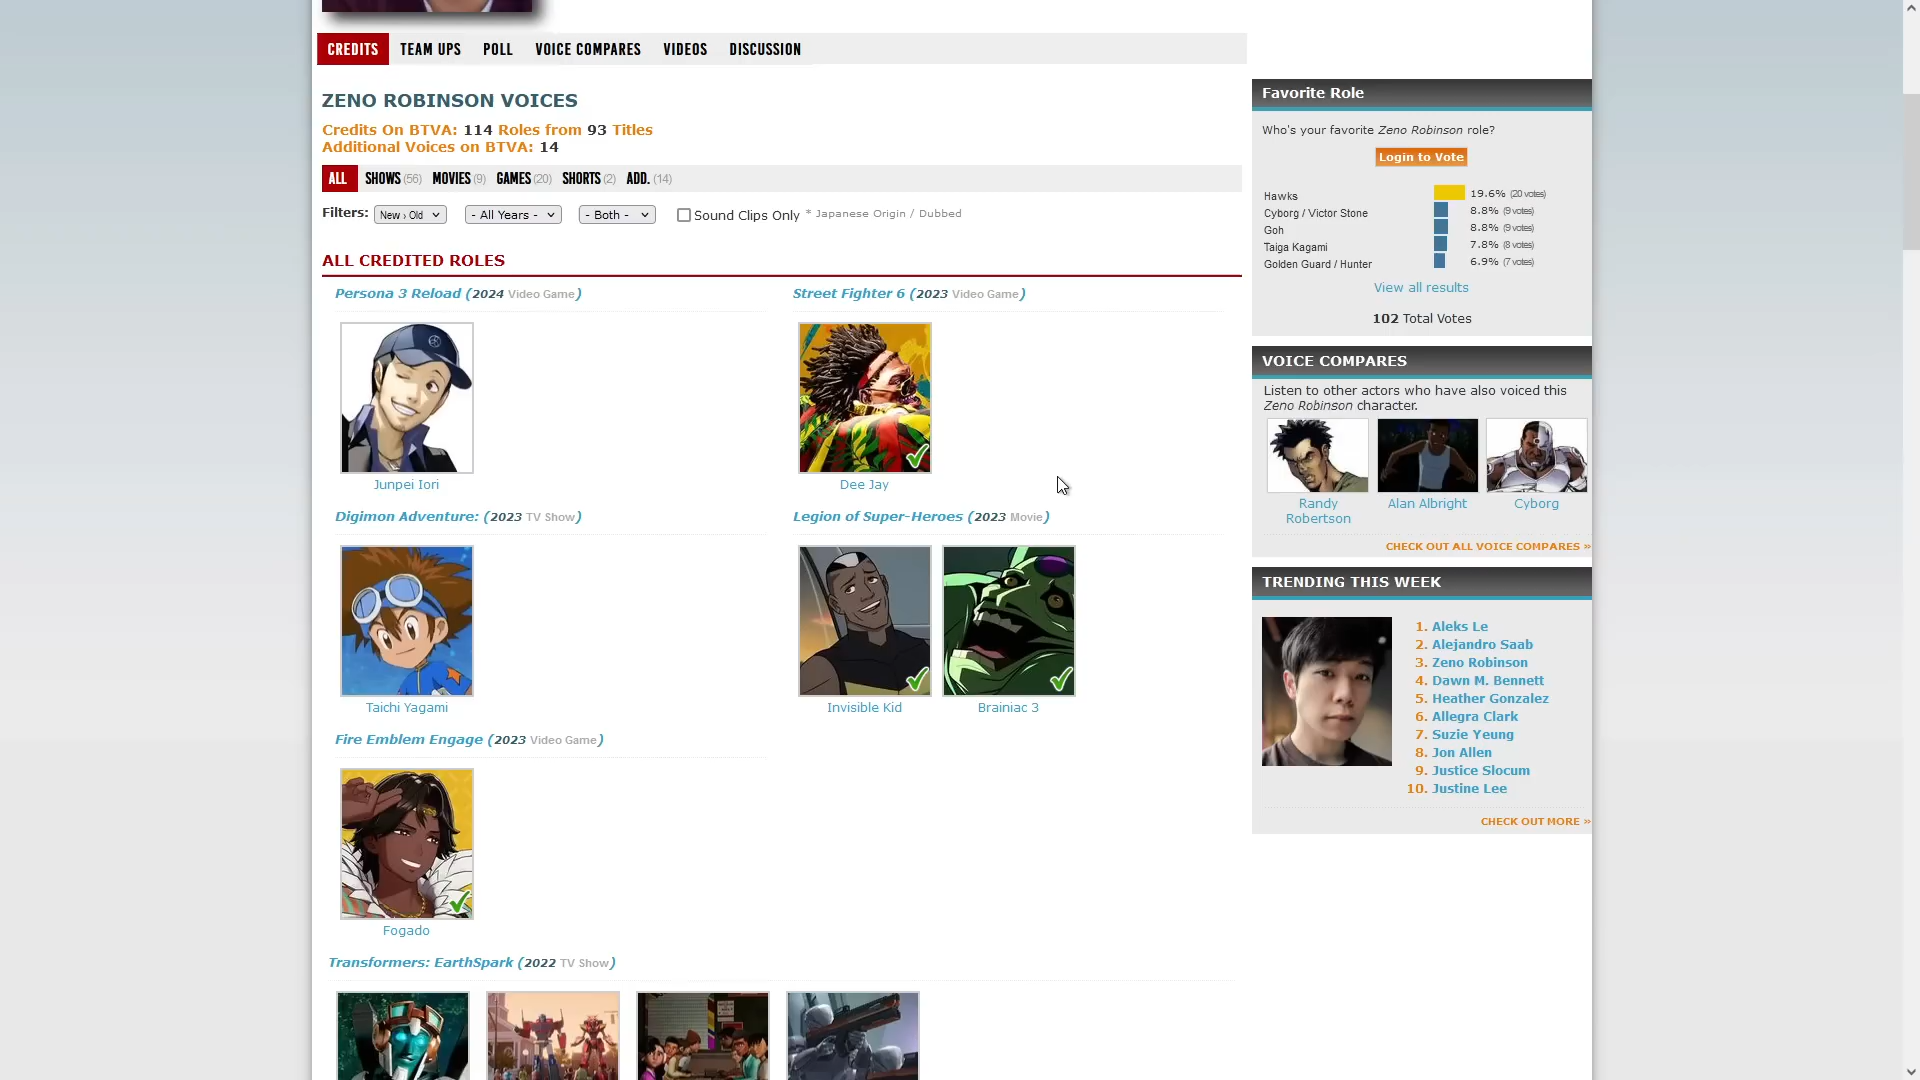 CREDITS TEAM UPS POLL VOICE COMPARES VIDEOS DISCUSSION
ZENO ROBINSON VOICES
Credits On BTVA: 114 Roles from 93 Titles
Additional Voices on BTVA: 14
ALL SHOWS (56) MOVIES (9) GAMES (20) SHORTS (2) ADD. (14)
Filters: New › Old - All Years - - Both - Sound Clips Only * Japanese Origin / Dubbed
ALL CREDITED ROLES
Persona 3 Reload (2024 Video Game)
Street Fighter 6 (2023 Video Game)
Junpei Iori
Dee Jay
Digimon Adventure: (2023 TV Show)
Legion of Super-Heroes (2023 Movie)
Taichi Yagami
Invisible Kid
Brainiac 3
Fire Emblem Engage (2023 Video Game)
Fogado
Transformers: EarthSpark (2022 TV Show)
Favorite Role
Who's your favorite Zeno Robinson role?
Login to Vote
Hawks 19.6% (20 votes)
Cyborg / Victor Stone 8.8% (9 votes)
Goh 8.8% (9 votes)
Taiga Kagami 7.8% (8 votes)
Golden Guard / Hunter 6.9% (7 votes)
View all results
102 Total Votes
VOICE COMPARES
Listen to other actors who have also voiced this
Zeno Robinson character.
Randy
Robertson
Alan Albright
Cyborg
CHECK OUT ALL VOICE COMPARES »
TRENDING THIS WEEK
1. Aleks Le
2. Alejandro Saab
3. Zeno Robinson
4. Dawn M. Bennett
5. Heather Gonzalez
6. Allegra Clark
7. Suzie Yeung
8. Jon Allen
9. Justice Slocum
10. Justine Lee
CHECK OUT MORE »